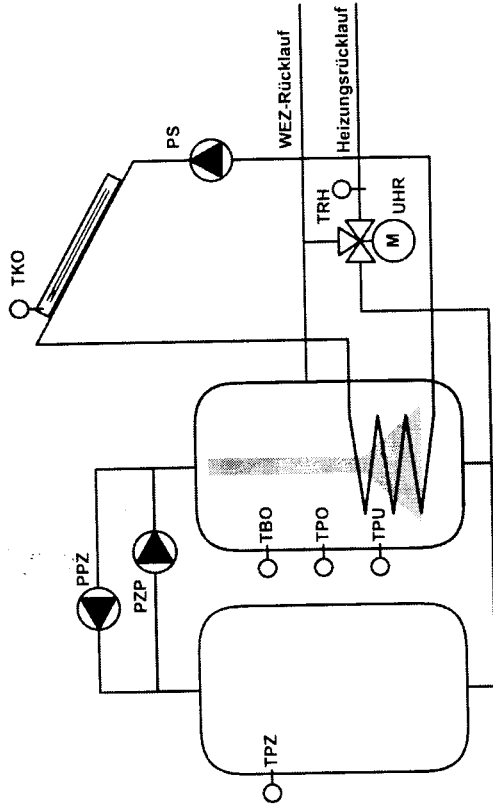 TKO
PS
WEZ-Rücklauf
Heizungsrücklauf
TRH
UHR
M
PPZ
PZP
TBO
TPO
TPU
TPZ